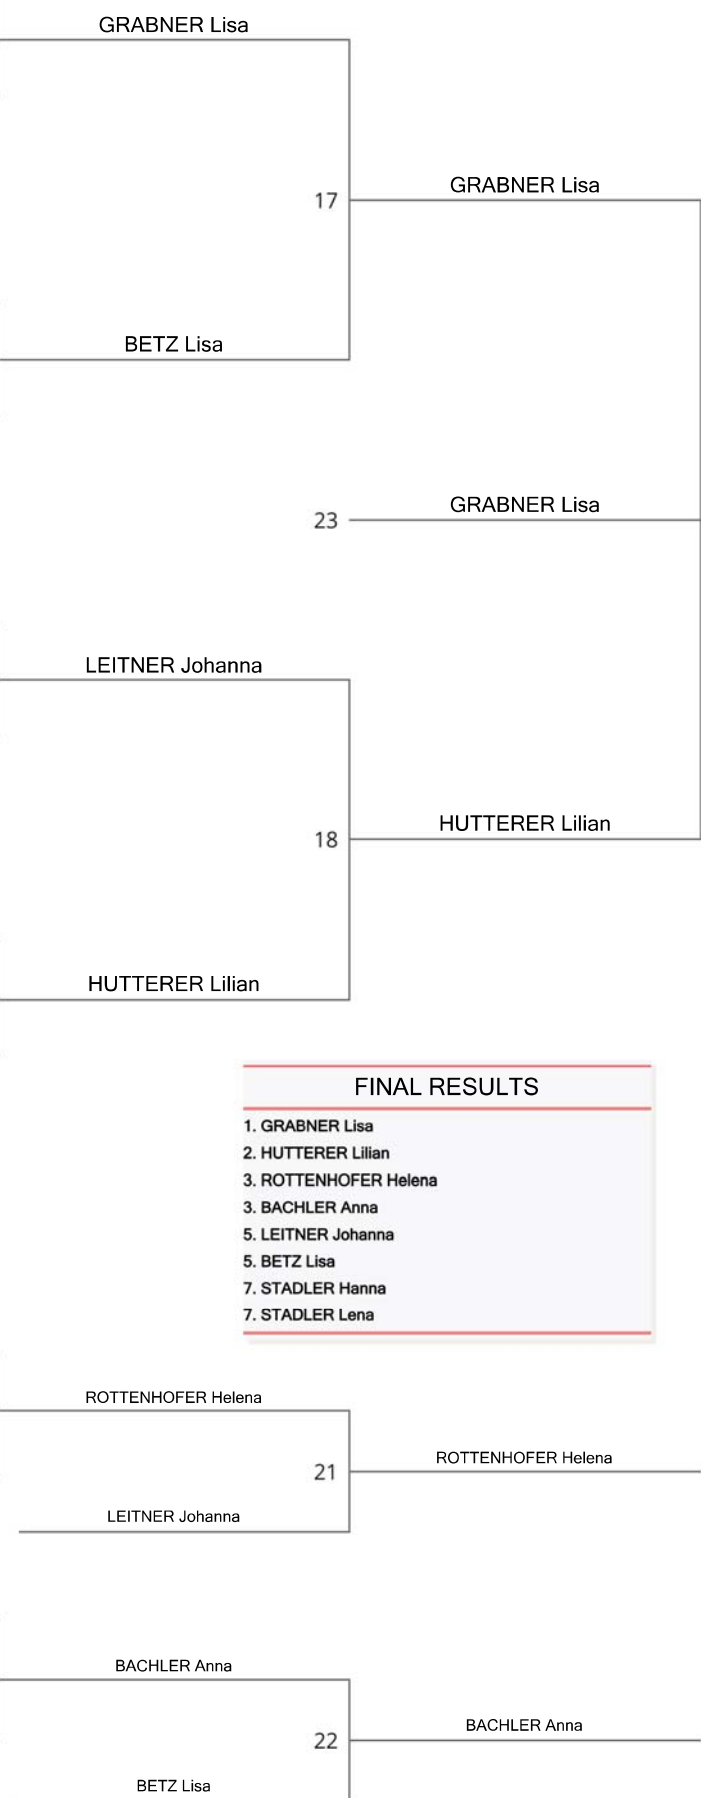 GRABNER Lisa
17
GRABNER Lisa
BETZ Lisa
23
GRABNER Lisa
LEITNER Johanna
18
HUTTERER Lilian
HUTTERER Lilian
FINAL RESULTS
1. GRABNER Lisa
2. HUTTERER Lilian
3. ROTTENHOFER Helena
3. BACHLER Anna
5. LEITNER Johanna
5. BETZ Lisa
7. STADLER Hanna
7. STADLER Lena
ROTTENHOFER Helena
21
ROTTENHOFER Helena
LEITNER Johanna
BACHLER Anna
22
BACHLER Anna
BETZ Lisa